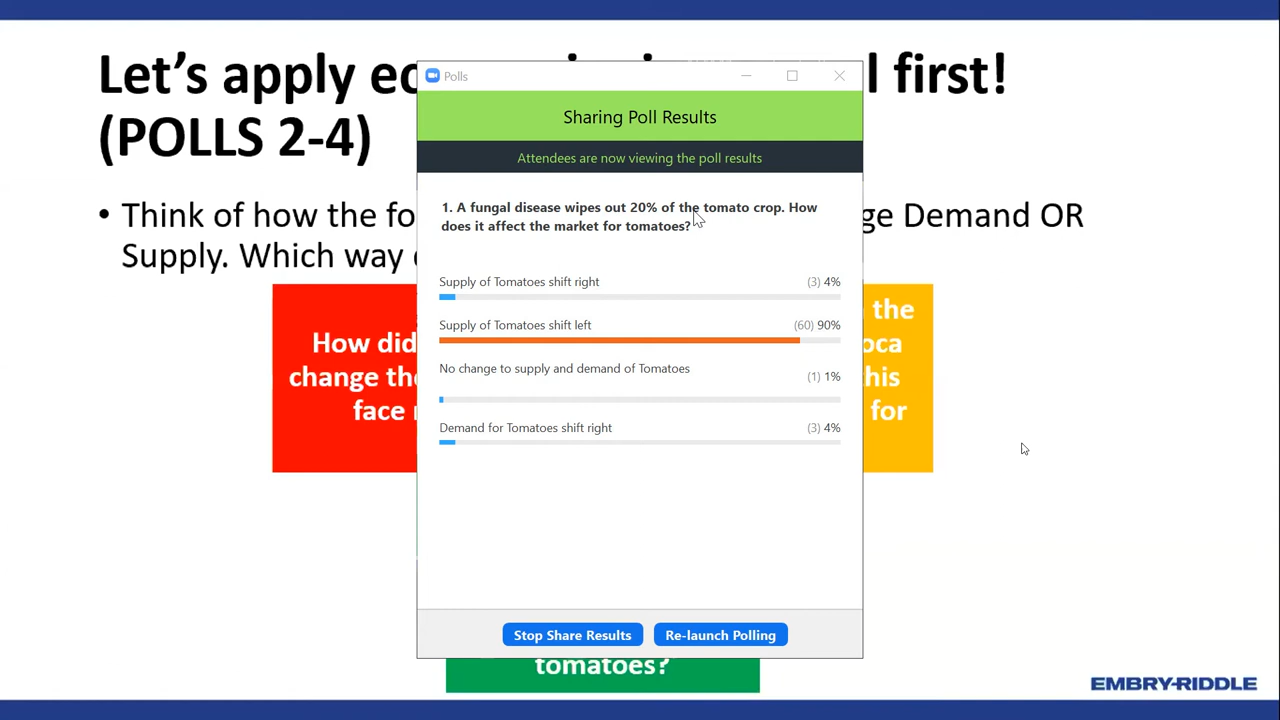 Let's apply ec l first!
Polls
Sharing Poll Results
(POLLS 2-4)
Attendees are now viewing the poll results
• Think of how the fo ge Demand OR
Supply. Which way
1. A fungal disease wipes out 20% of the tomato crop. How
does it affect the market for tomatoes?
Supply of Tomatoes shift right (3) 4%
Supply of Tomatoes shift left (60) 90%
No change to supply and demand of Tomatoes (1) 1%
Demand for Tomatoes shift right (3) 4%
How did
change the
face
the
oca
his
for
Stop Share Results Re-launch Polling
tomatoes?
EMBRY-RIDDLE